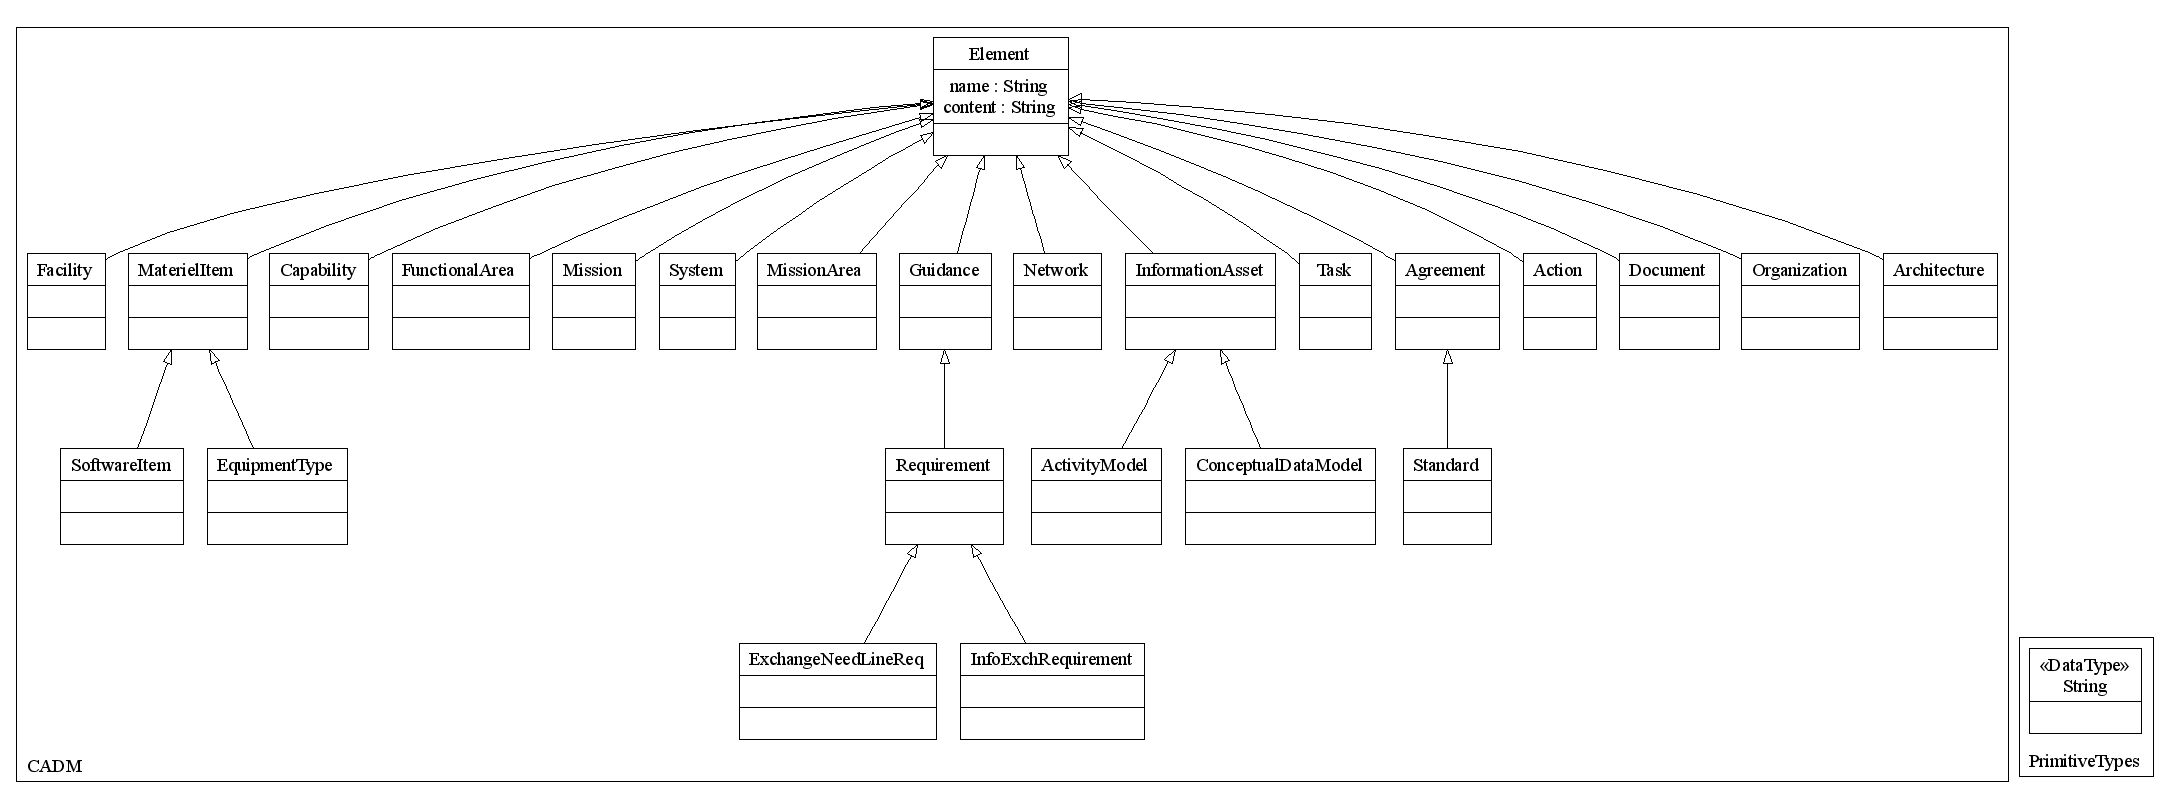 Element
name : String
content : String
Facility
MaterielItem
Capability
FunctionalArea
Mission
System
MissionArea
Guidance
Network
InformationAsset
Task
Agreement
Action
Document
Organization
Architecture
SoftwareItem
EquipmentType
Requirement
ActivityModel
ConceptualDataModel
Standard
ExchangeNeedLineReq
InfoExchRequirement
CADM
«DataType»
String
PrimitiveTypes